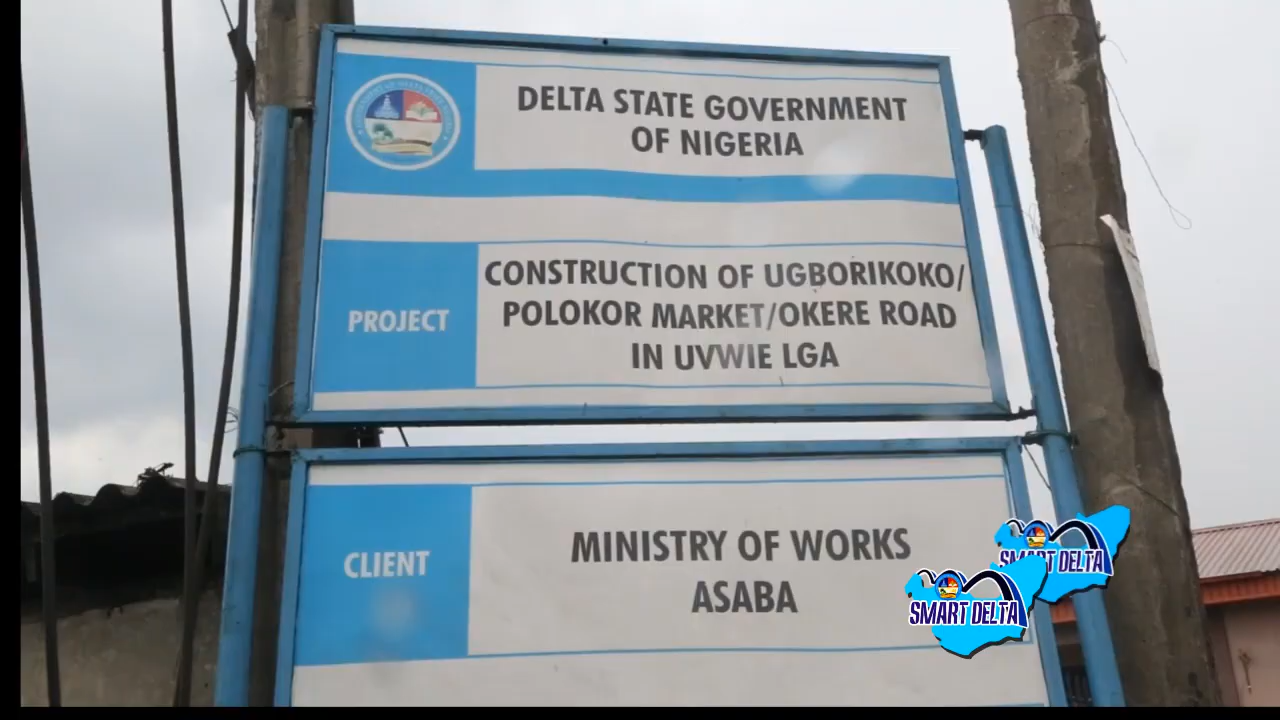 DELTA STATE GOVERNMENT
OF NIGERIA
PROJECT
CONSTRUCTION OF UGBORIKOKO/
POLOKOR MARKET/OKERE ROAD
IN UVWIE LGA
CLIENT
MINISTRY OF WORKS
ASABA
SMART DELTA
SMART DELTA